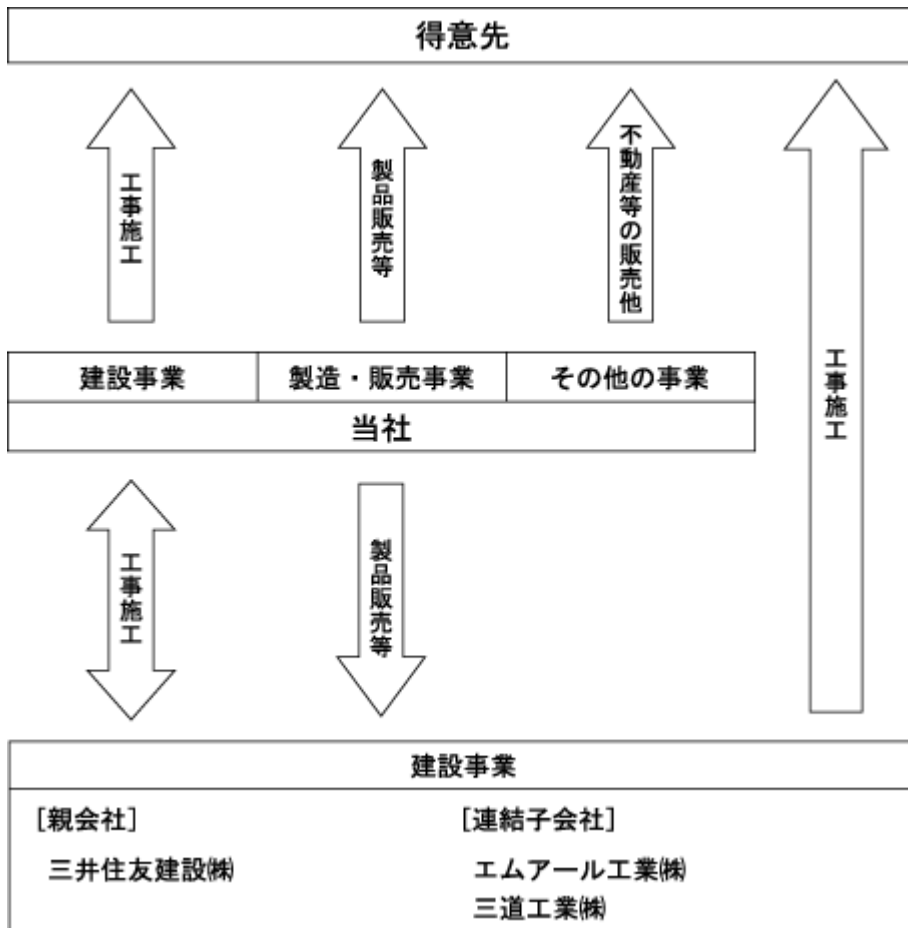 得意先
工事施工
製品販売等
不動産等の販売他
工事施工
建設事業
製造・販売事業
その他の事業
当社
工事施工
製品販売等
建設事業
［親会社］
三井住友建設㈱
［連結子会社］
エムアール工業㈱
三道工業㈱